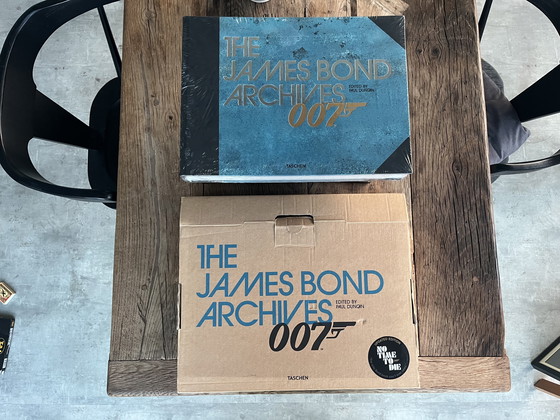 THE
JAMES BOND
ARCHIVES
EDITED BY
PAUL DUNCAN
007
TASCHEN
THE
JAMES BOND
ARCHIVES
EDITED BY
PAUL DUNCAN
007
NO
TIME
TO
DIE
TASCHEN